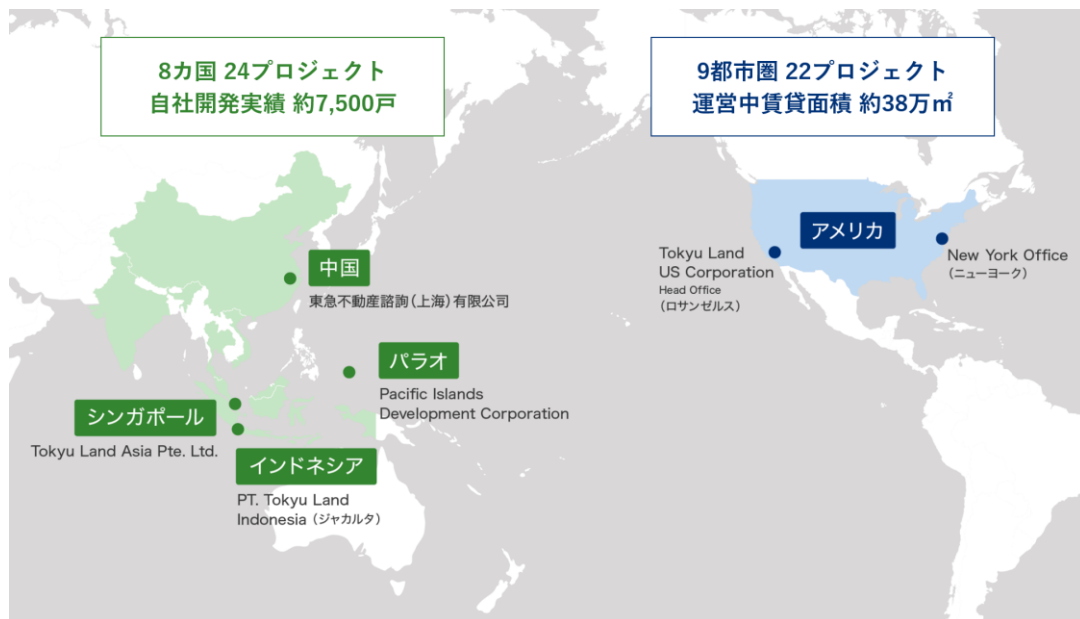 8カ国 24プロジェクト
自社開発実績 約7,500戸
9都市圏 22プロジェクト
運営中賃貸面積 約38万㎡
中国
東急不動産諮詢(上海)有限公司
パラオ
Pacific Islands
Development Corporation
シンガポール
Tokyu Land Asia Pte. Ltd.
インドネシア
PT. Tokyu Land
Indonesia(ジャカルタ)
アメリカ
Tokyu Land
US Corporation
Head Office
(ロサンゼルス)
New York Office
(ニューヨーク)